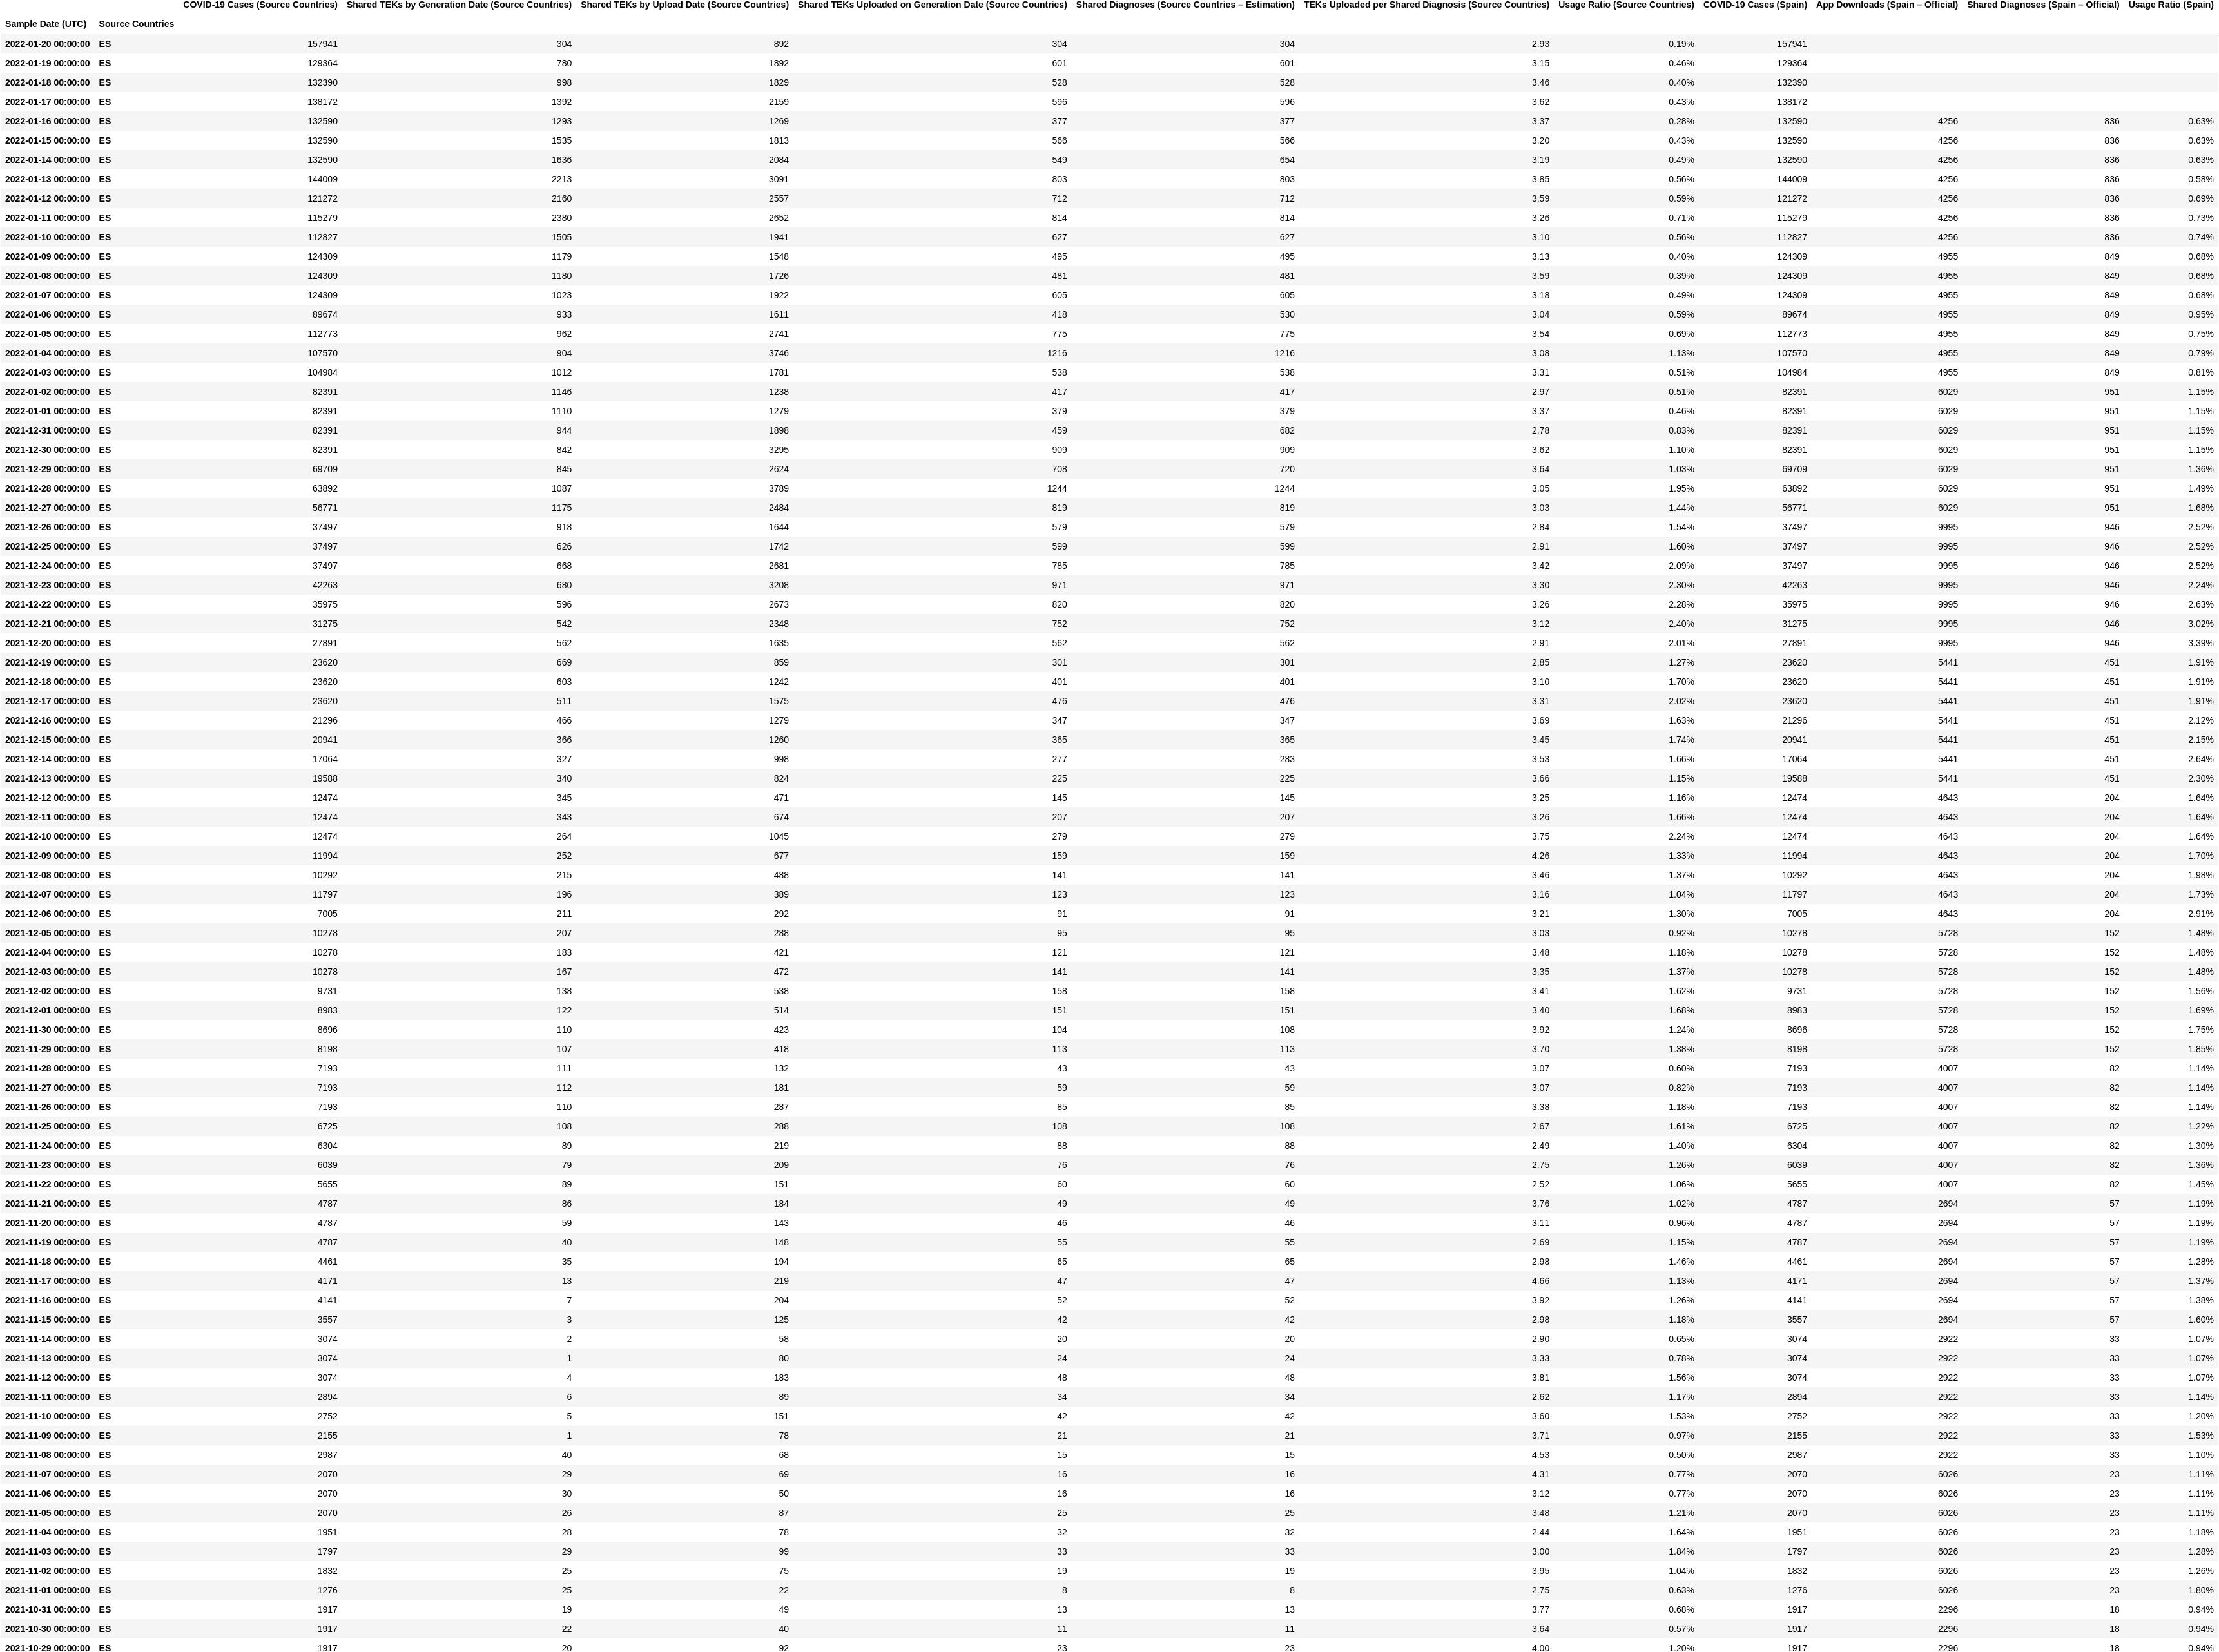 COVID-19 Cases (Source Countries) Shared TEKs by Generation Date (Source Countries) Shared TEKs by Upload Date (Source Countries) Shared TEKs Uploaded on Generation Date (Source Countries) Shared Diagnoses (Source Countries – Estimation) TEKs Uploaded per Shared Diagnosis (Source Countries) Usage Ratio (Source Countries) COVID-19 Cases (Spain) App Downloads (Spain – Official) Shared Diagnoses (Spain – Official) Usage Ratio (Spain)
Sample Date (UTC) Source Countries
2022-01-20 00:00:00 ES 157941 304 892 304 304 2.93 0.19% 157941
2022-01-19 00:00:00 ES 129364 780 1892 601 601 3.15 0.46% 129364
2022-01-18 00:00:00 ES 132390 998 1829 528 528 3.46 0.40% 132390
2022-01-17 00:00:00 ES 138172 1392 2159 596 596 3.62 0.43% 138172
2022-01-16 00:00:00 ES 132590 1293 1269 377 377 3.37 0.28% 132590 4256 836 0.63%
2022-01-15 00:00:00 ES 132590 1535 1813 566 566 3.20 0.43% 132590 4256 836 0.63%
2022-01-14 00:00:00 ES 132590 1636 2084 549 654 3.19 0.49% 132590 4256 836 0.63%
2022-01-13 00:00:00 ES 144009 2213 3091 803 803 3.85 0.56% 144009 4256 836 0.58%
2022-01-12 00:00:00 ES 121272 2160 2557 712 712 3.59 0.59% 121272 4256 836 0.69%
2022-01-11 00:00:00 ES 115279 2380 2652 814 814 3.26 0.71% 115279 4256 836 0.73%
2022-01-10 00:00:00 ES 112827 1505 1941 627 627 3.10 0.56% 112827 4256 836 0.74%
2022-01-09 00:00:00 ES 124309 1179 1548 495 495 3.13 0.40% 124309 4955 849 0.68%
2022-01-08 00:00:00 ES 124309 1180 1726 481 481 3.59 0.39% 124309 4955 849 0.68%
2022-01-07 00:00:00 ES 124309 1023 1922 605 605 3.18 0.49% 124309 4955 849 0.68%
2022-01-06 00:00:00 ES 89674 933 1611 418 530 3.04 0.59% 89674 4955 849 0.95%
2022-01-05 00:00:00 ES 112773 962 2741 775 775 3.54 0.69% 112773 4955 849 0.75%
2022-01-04 00:00:00 ES 107570 904 3746 1216 1216 3.08 1.13% 107570 4955 849 0.79%
2022-01-03 00:00:00 ES 104984 1012 1781 538 538 3.31 0.51% 104984 4955 849 0.81%
2022-01-02 00:00:00 ES 82391 1146 1238 417 417 2.97 0.51% 82391 6029 951 1.15%
2022-01-01 00:00:00 ES 82391 1110 1279 379 379 3.37 0.46% 82391 6029 951 1.15%
2021-12-31 00:00:00 ES 82391 944 1898 459 682 2.78 0.83% 82391 6029 951 1.15%
2021-12-30 00:00:00 ES 82391 842 3295 909 909 3.62 1.10% 82391 6029 951 1.15%
2021-12-29 00:00:00 ES 69709 845 2624 708 720 3.64 1.03% 69709 6029 951 1.36%
2021-12-28 00:00:00 ES 63892 1087 3789 1244 1244 3.05 1.95% 63892 6029 951 1.49%
2021-12-27 00:00:00 ES 56771 1175 2484 819 819 3.03 1.44% 56771 6029 951 1.68%
2021-12-26 00:00:00 ES 37497 918 1644 579 579 2.84 1.54% 37497 9995 946 2.52%
2021-12-25 00:00:00 ES 37497 626 1742 599 599 2.91 1.60% 37497 9995 946 2.52%
2021-12-24 00:00:00 ES 37497 668 2681 785 785 3.42 2.09% 37497 9995 946 2.52%
2021-12-23 00:00:00 ES 42263 680 3208 971 971 3.30 2.30% 42263 9995 946 2.24%
2021-12-22 00:00:00 ES 35975 596 2673 820 820 3.26 2.28% 35975 9995 946 2.63%
2021-12-21 00:00:00 ES 31275 542 2348 752 752 3.12 2.40% 31275 9995 946 3.02%
2021-12-20 00:00:00 ES 27891 562 1635 562 562 2.91 2.01% 27891 9995 946 3.39%
2021-12-19 00:00:00 ES 23620 669 859 301 301 2.85 1.27% 23620 5441 451 1.91%
2021-12-18 00:00:00 ES 23620 603 1242 401 401 3.10 1.70% 23620 5441 451 1.91%
2021-12-17 00:00:00 ES 23620 511 1575 476 476 3.31 2.02% 23620 5441 451 1.91%
2021-12-16 00:00:00 ES 21296 466 1279 347 347 3.69 1.63% 21296 5441 451 2.12%
2021-12-15 00:00:00 ES 20941 366 1260 365 365 3.45 1.74% 20941 5441 451 2.15%
2021-12-14 00:00:00 ES 17064 327 998 277 283 3.53 1.66% 17064 5441 451 2.64%
2021-12-13 00:00:00 ES 19588 340 824 225 225 3.66 1.15% 19588 5441 451 2.30%
2021-12-12 00:00:00 ES 12474 345 471 145 145 3.25 1.16% 12474 4643 204 1.64%
2021-12-11 00:00:00 ES 12474 343 674 207 207 3.26 1.66% 12474 4643 204 1.64%
2021-12-10 00:00:00 ES 12474 264 1045 279 279 3.75 2.24% 12474 4643 204 1.64%
2021-12-09 00:00:00 ES 11994 252 677 159 159 4.26 1.33% 11994 4643 204 1.70%
2021-12-08 00:00:00 ES 10292 215 488 141 141 3.46 1.37% 10292 4643 204 1.98%
2021-12-07 00:00:00 ES 11797 196 389 123 123 3.16 1.04% 11797 4643 204 1.73%
2021-12-06 00:00:00 ES 7005 211 292 91 91 3.21 1.30% 7005 4643 204 2.91%
2021-12-05 00:00:00 ES 10278 207 288 95 95 3.03 0.92% 10278 5728 152 1.48%
2021-12-04 00:00:00 ES 10278 183 421 121 121 3.48 1.18% 10278 5728 152 1.48%
2021-12-03 00:00:00 ES 10278 167 472 141 141 3.35 1.37% 10278 5728 152 1.48%
2021-12-02 00:00:00 ES 9731 138 538 158 158 3.41 1.62% 9731 5728 152 1.56%
2021-12-01 00:00:00 ES 8983 122 514 151 151 3.40 1.68% 8983 5728 152 1.69%
2021-11-30 00:00:00 ES 8696 110 423 104 108 3.92 1.24% 8696 5728 152 1.75%
2021-11-29 00:00:00 ES 8198 107 418 113 113 3.70 1.38% 8198 5728 152 1.85%
2021-11-28 00:00:00 ES 7193 111 132 43 43 3.07 0.60% 7193 4007 82 1.14%
2021-11-27 00:00:00 ES 7193 112 181 59 59 3.07 0.82% 7193 4007 82 1.14%
2021-11-26 00:00:00 ES 7193 110 287 85 85 3.38 1.18% 7193 4007 82 1.14%
2021-11-25 00:00:00 ES 6725 108 288 108 108 2.67 1.61% 6725 4007 82 1.22%
2021-11-24 00:00:00 ES 6304 89 219 88 88 2.49 1.40% 6304 4007 82 1.30%
2021-11-23 00:00:00 ES 6039 79 209 76 76 2.75 1.26% 6039 4007 82 1.36%
2021-11-22 00:00:00 ES 5655 89 151 60 60 2.52 1.06% 5655 4007 82 1.45%
2021-11-21 00:00:00 ES 4787 86 184 49 49 3.76 1.02% 4787 2694 57 1.19%
2021-11-20 00:00:00 ES 4787 59 143 46 46 3.11 0.96% 4787 2694 57 1.19%
2021-11-19 00:00:00 ES 4787 40 148 55 55 2.69 1.15% 4787 2694 57 1.19%
2021-11-18 00:00:00 ES 4461 35 194 65 65 2.98 1.46% 4461 2694 57 1.28%
2021-11-17 00:00:00 ES 4171 13 219 47 47 4.66 1.13% 4171 2694 57 1.37%
2021-11-16 00:00:00 ES 4141 7 204 52 52 3.92 1.26% 4141 2694 57 1.38%
2021-11-15 00:00:00 ES 3557 3 125 42 42 2.98 1.18% 3557 2694 57 1.60%
2021-11-14 00:00:00 ES 3074 2 58 20 20 2.90 0.65% 3074 2922 33 1.07%
2021-11-13 00:00:00 ES 3074 1 80 24 24 3.33 0.78% 3074 2922 33 1.07%
2021-11-12 00:00:00 ES 3074 4 183 48 48 3.81 1.56% 3074 2922 33 1.07%
2021-11-11 00:00:00 ES 2894 6 89 34 34 2.62 1.17% 2894 2922 33 1.14%
2021-11-10 00:00:00 ES 2752 5 151 42 42 3.60 1.53% 2752 2922 33 1.20%
2021-11-09 00:00:00 ES 2155 1 78 21 21 3.71 0.97% 2155 2922 33 1.53%
2021-11-08 00:00:00 ES 2987 40 68 15 15 4.53 0.50% 2987 2922 33 1.10%
2021-11-07 00:00:00 ES 2070 29 69 16 16 4.31 0.77% 2070 6026 23 1.11%
2021-11-06 00:00:00 ES 2070 30 50 16 16 3.12 0.77% 2070 6026 23 1.11%
2021-11-05 00:00:00 ES 2070 26 87 25 25 3.48 1.21% 2070 6026 23 1.11%
2021-11-04 00:00:00 ES 1951 28 78 32 32 2.44 1.64% 1951 6026 23 1.18%
2021-11-03 00:00:00 ES 1797 29 99 33 33 3.00 1.84% 1797 6026 23 1.28%
2021-11-02 00:00:00 ES 1832 25 75 19 19 3.95 1.04% 1832 6026 23 1.26%
2021-11-01 00:00:00 ES 1276 25 22 8 8 2.75 0.63% 1276 6026 23 1.80%
2021-10-31 00:00:00 ES 1917 19 49 13 13 3.77 0.68% 1917 2296 18 0.94%
2021-10-30 00:00:00 ES 1917 22 40 11 11 3.64 0.57% 1917 2296 18 0.94%
2021-10-29 00:00:00 ES 1917 20 92 23 23 4.00 1.20% 1917 2296 18 0.94%